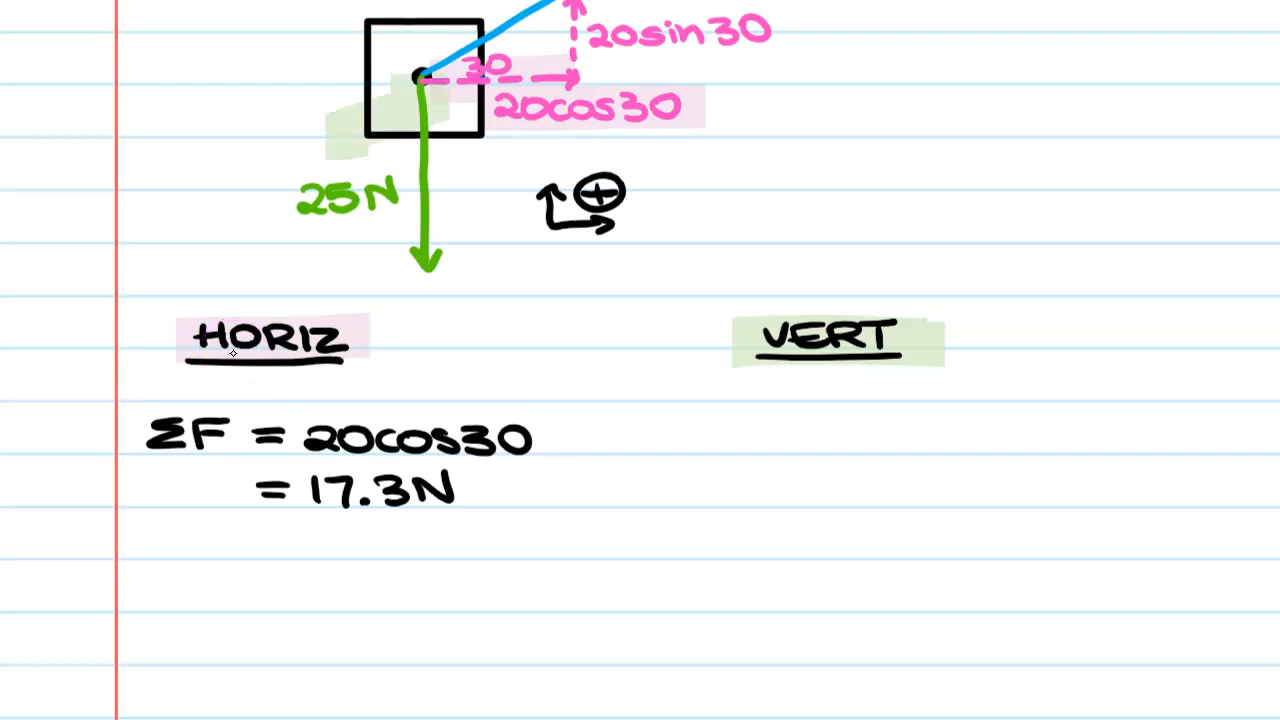 20sin30
30
20cos30
25N
+
HORIZ
VERT
ΣF = 20cos30
= 17.3N